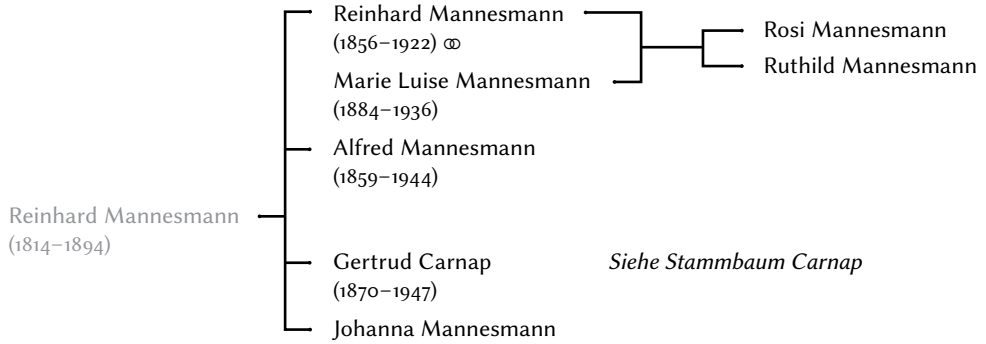 Reinhard Mannesmann
(1856–1922) ⚭
Marie Luise Mannesmann
(1884–1936)
Rosi Mannesmann
Ruthild Mannesmann
Alfred Mannesmann
(1859–1944)
Reinhard Mannesmann
(1814–1894)
Gertrud Carnap
(1870–1947)
Siehe Stammbaum Carnap
Johanna Mannesmann